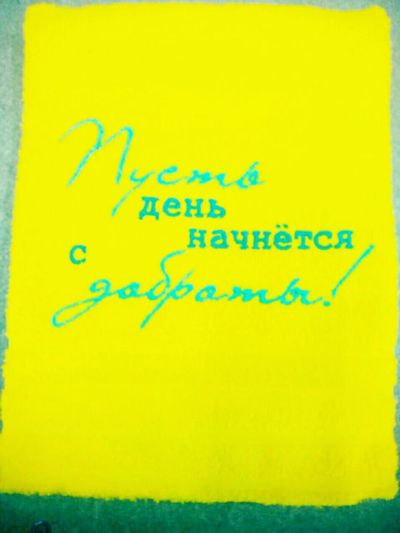 Пусть
день
начнётся
с
доброты!